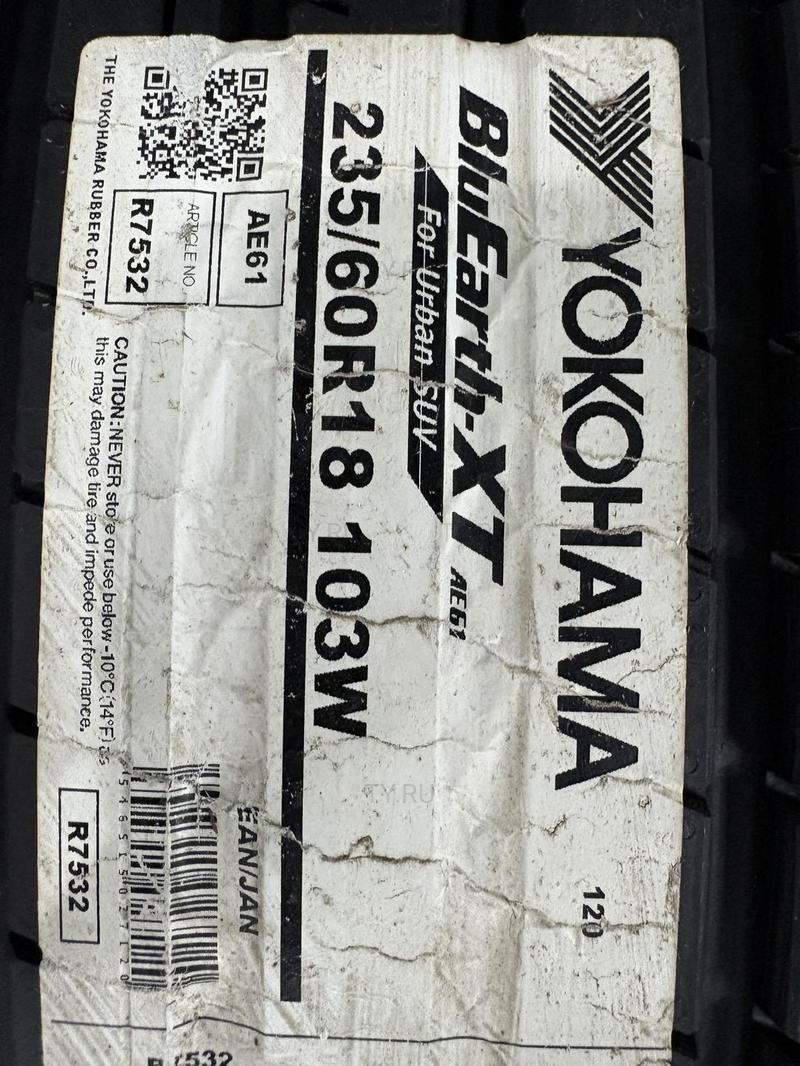 YOKOHAMA
120
BluEarth-XT AE61
For Urban SUV
235/60R18 103W
EAN/JAN
AE61
ARTICLE NO.
R7532
THE YOKOHAMA RUBBER CO.,LTD.
CAUTION: NEVER store or use below -10°C (14°F) as
this may damage tire and impede performance.
R7532
TY.RU